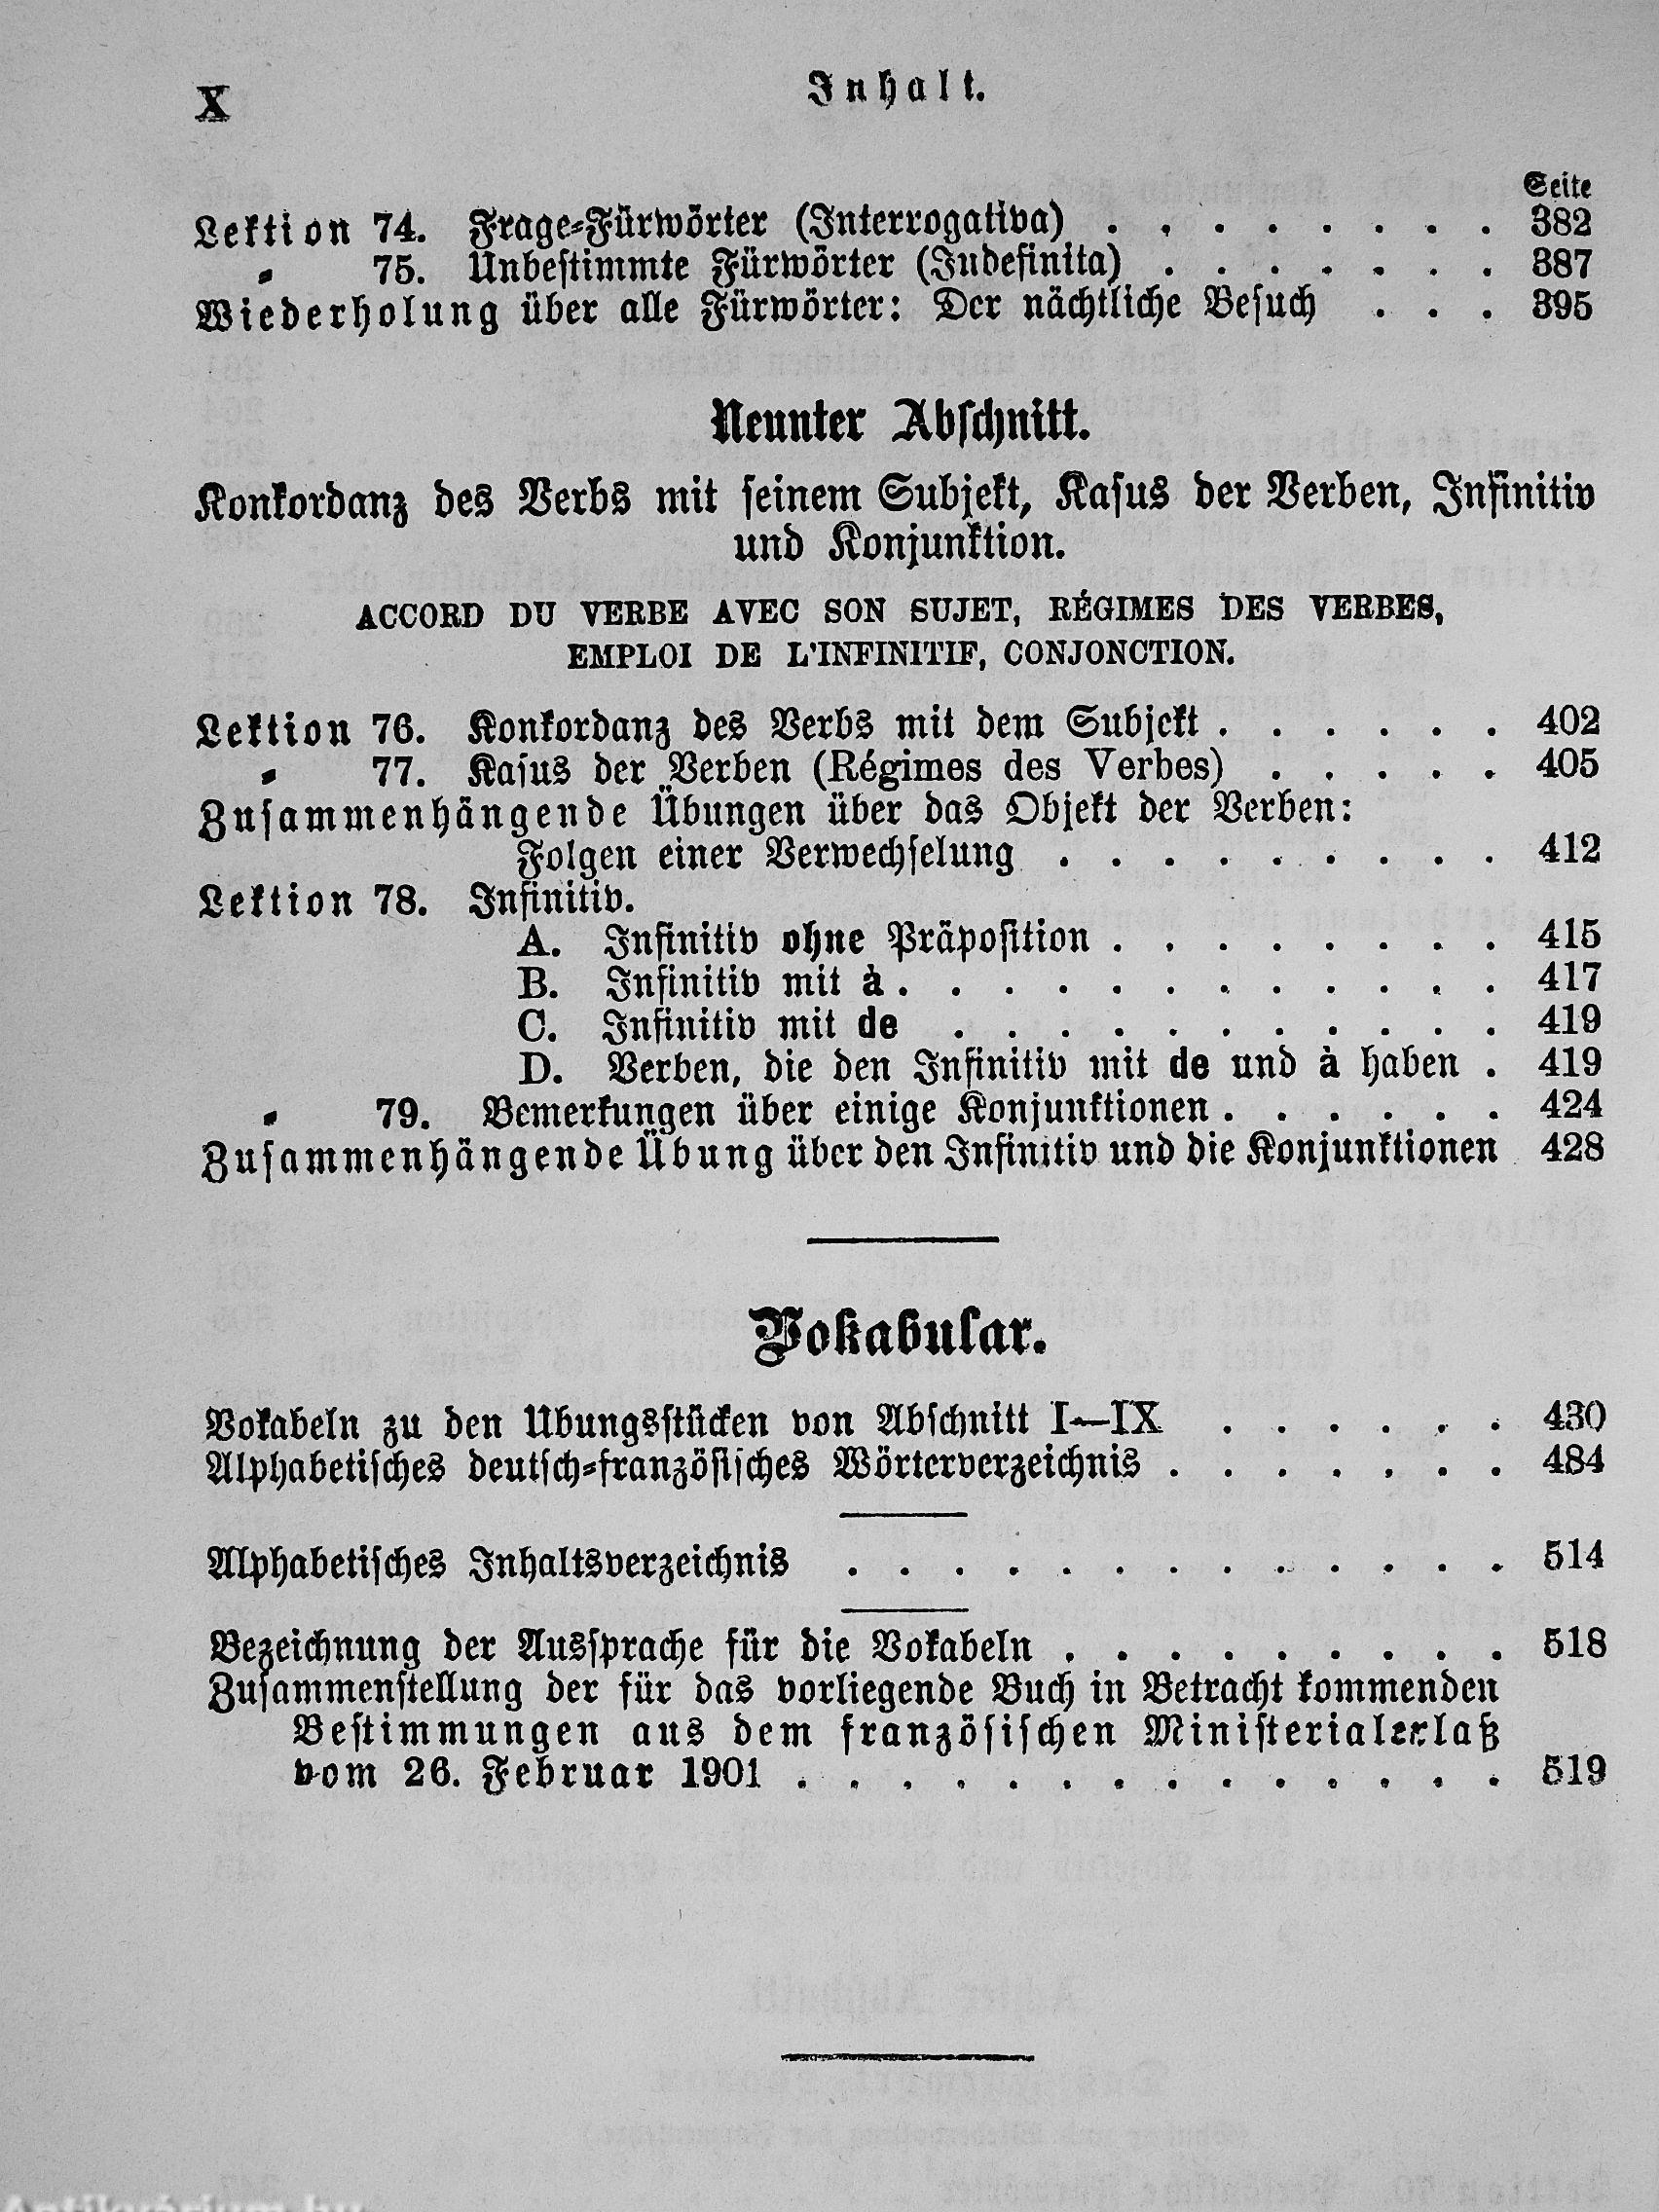 X
Inhalt.
Seite
Lektion 74. Frage-Fürwörter (Interrogativa) . . . . . . . . 382
„ 75. Unbestimmte Fürwörter (Indefinita) . . . . . . . 387
Wiederholung über alle Fürwörter: Der nächtliche Besuch . . . 395
Neunter Abschnitt.
Konkordanz des Verbs mit seinem Subjekt, Kasus der Verben, Infinitiv
und Konjunktion.
ACCORD DU VERBE AVEC SON SUJET, RÉGIMES DES VERBES,
EMPLOI DE L'INFINITIF, CONJONCTION.
Lektion 76. Konkordanz des Verbs mit dem Subjekt . . . . . . 402
„ 77. Kasus der Verben (Régimes des Verbes) . . . . . 405
Zusammenhängende Übungen über das Objekt der Verben:
Folgen einer Verwechselung . . . . . . . . . 412
Lektion 78. Infinitiv.
A. Infinitiv ohne Präposition . . . . . . . . 415
B. Infinitiv mit à . . . . . . . . . . . . 417
C. Infinitiv mit de . . . . . . . . . . . 419
D. Verben, die den Infinitiv mit de und à haben . 419
„ 79. Bemerkungen über einige Konjunktionen . . . . . . 424
Zusammenhängende Übung über den Infinitiv und die Konjunktionen 428
Vokabular.
Vokabeln zu den Übungsstücken von Abschnitt I—IX . . . . . . 430
Alphabetisches deutsch-französisches Wörterverzeichnis . . . . . . . 484
Alphabetisches Inhaltsverzeichnis . . . . . . . . . . . . . 514
Bezeichnung der Aussprache für die Vokabeln . . . . . . . . . 518
Zusammenstellung der für das vorliegende Buch in Betracht kommenden
Bestimmungen aus dem französischen Ministerialerlaß
vom 26. Februar 1901 . . . . . . . . . . . . . . 519